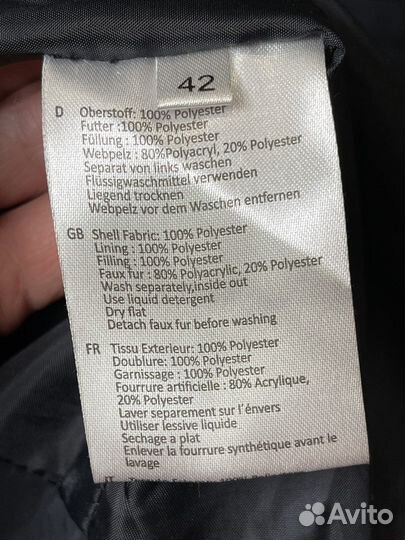 42
D Oberstoff: 100% Polyester
Futter :100% Polyester
Füllung : 100% Polyester
Webpelz : 80%Polyacryl, 20% Polyester
Separat von links waschen
Flüssigwaschmittel verwenden
Liegend trocknen
Webpelz vor dem Waschen entfernen
GB Shell Fabric: 100% Polyester
Lining : 100% Polyester
Filling : 100% Polyester
Faux fur : 80% Polyacrylic, 20% Polyester
Wash separately,inside out
Use liquid detergent
Dry flat
Detach faux fur before washing
FR Tissu Exterieur: 100% Polyester
Doublure: 100% Polyester
Garnissage : 100% Polyester
Fourrure artificielle : 80% Acrylique,
20% Polyester
Laver separement sur l'énvers
Utiliser lessive liquide
Sechage a plat
Enlever la fourrure synthétique avant le
lavage
Avito